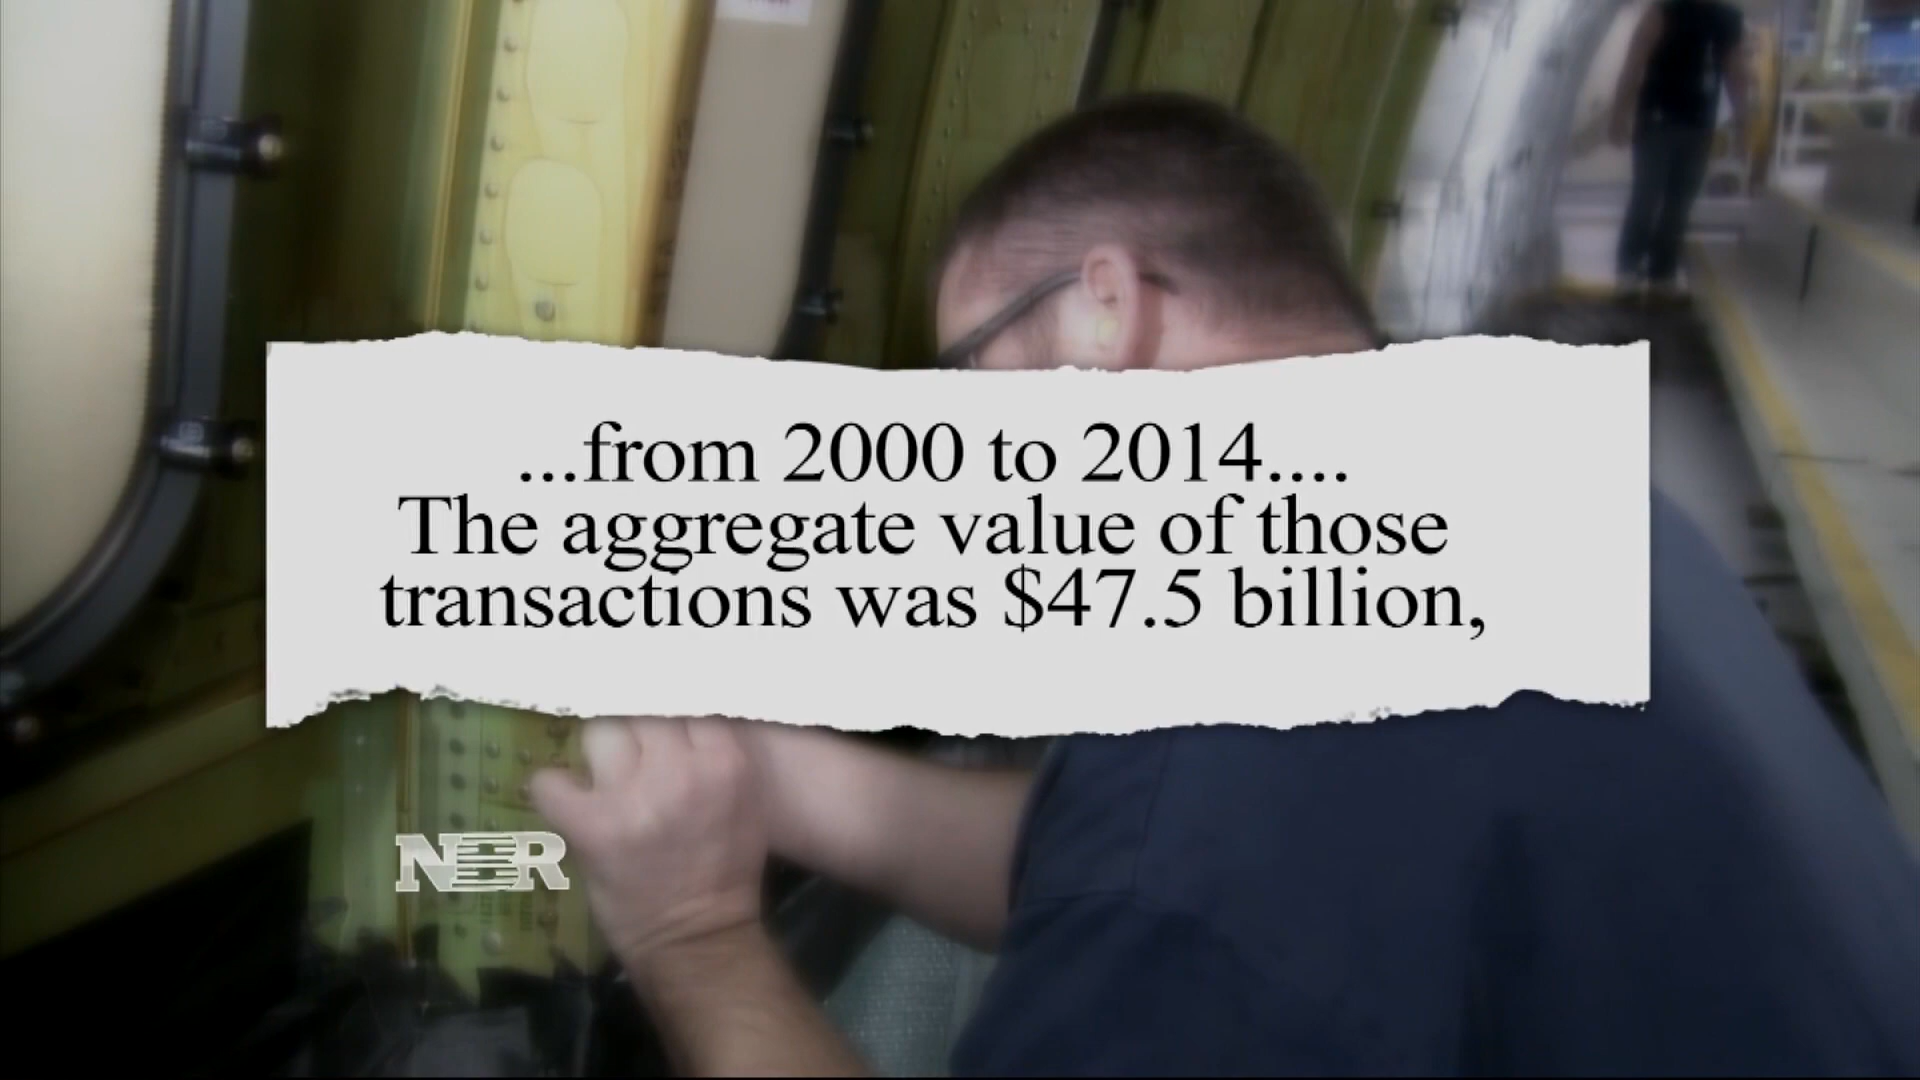 ...from 2000 to 2014....
The aggregate value of those
transactions was $47.5 billion,
NBR